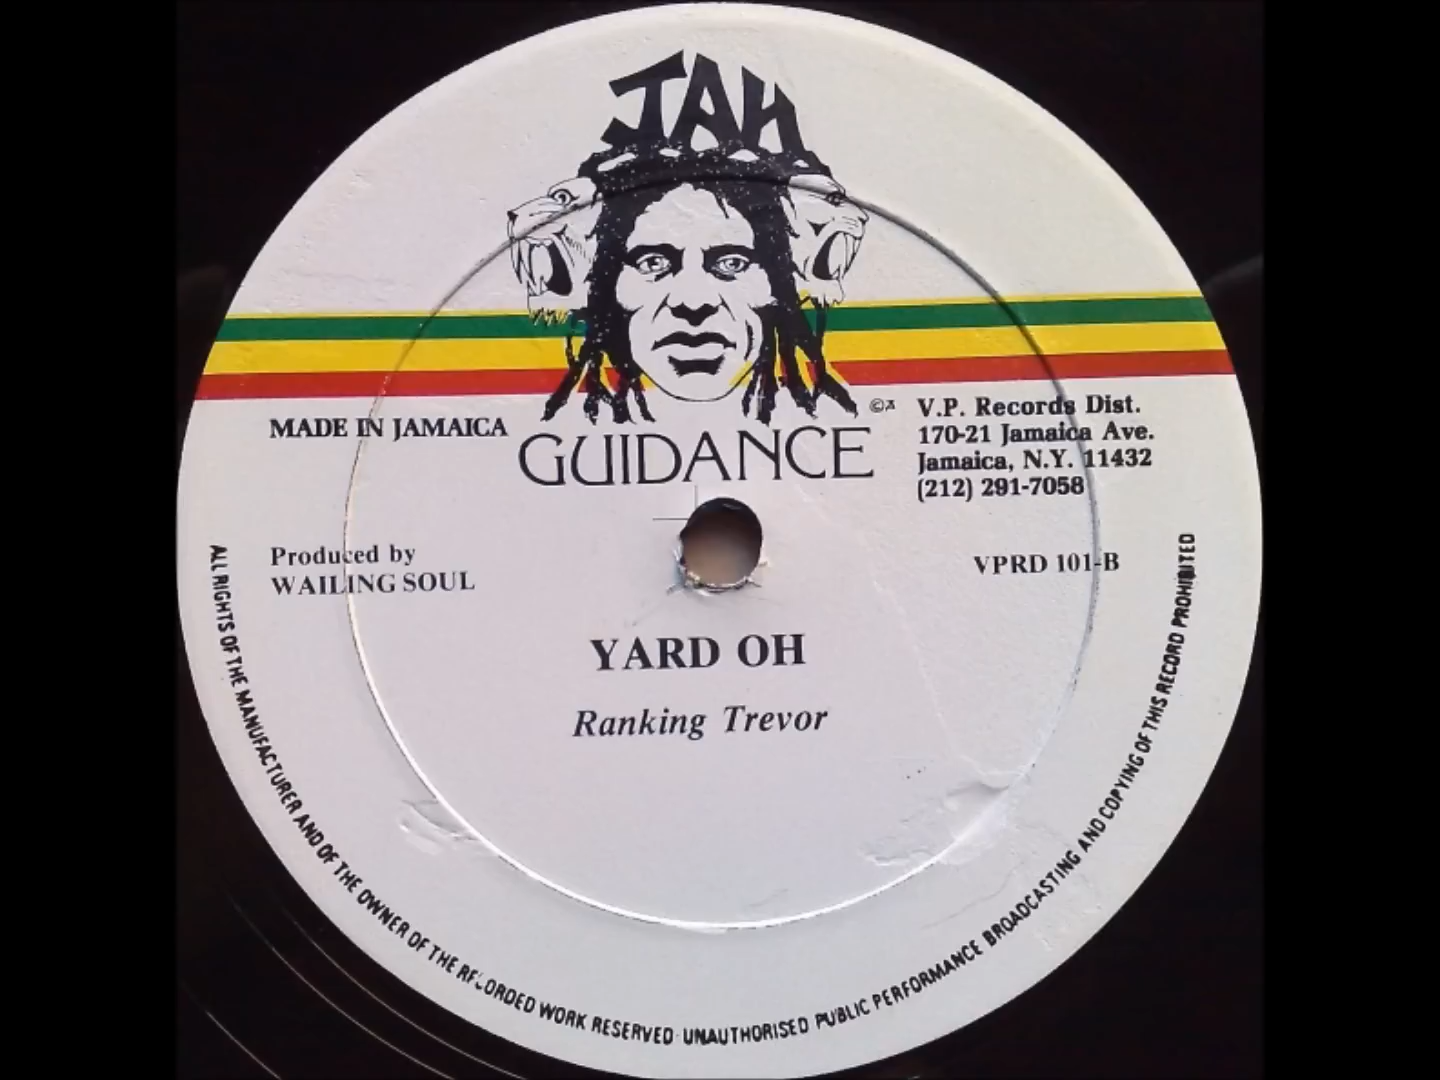 JAH
GUIDANCE
MADE IN JAMAICA
V.P. Records Dist.
170-21 Jamaica Ave.
Jamaica, N.Y. 11432
(212) 291-7058
Produced by
WAILING SOUL
VPRD 101-B
YARD OH
Ranking Trevor
ALL RIGHTS OF THE MANUFACTURER AND OF THE OWNER OF THE RECORDED WORK RESERVED · UNAUTHORISED PUBLIC PERFORMANCE BROADCASTING AND COPYING OF THIS RECORD PROHIBITED